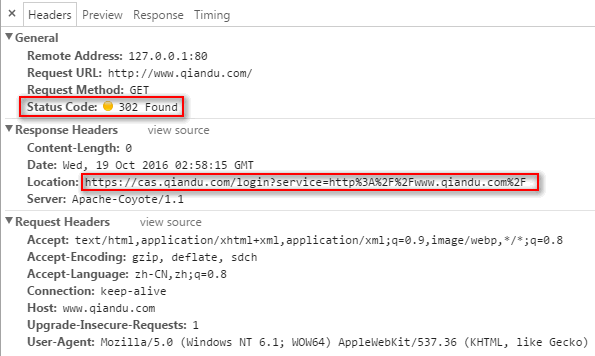 × Headers Preview Response Timing
▼General
Remote Address: 127.0.0.1:80
Request URL: http://www.qiandu.com/
Request Method: GET
Status Code: 302 Found
▼Response Headers view source
Content-Length: 0
Date: Wed, 19 Oct 2016 02:58:15 GMT
Location: https://cas.qiandu.com/login?service=http%3A%2F%2Fwww.qiandu.com%2F
Server: Apache-Coyote/1.1
▼Request Headers view source
Accept: text/html,application/xhtml+xml,application/xml;q=0.9,image/webp,*/*;q=0.8
Accept-Encoding: gzip, deflate, sdch
Accept-Language: zh-CN,zh;q=0.8
Connection: keep-alive
Host: www.qiandu.com
Upgrade-Insecure-Requests: 1
User-Agent: Mozilla/5.0 (Windows NT 6.1; WOW64) AppleWebKit/537.36 (KHTML, like Gecko)